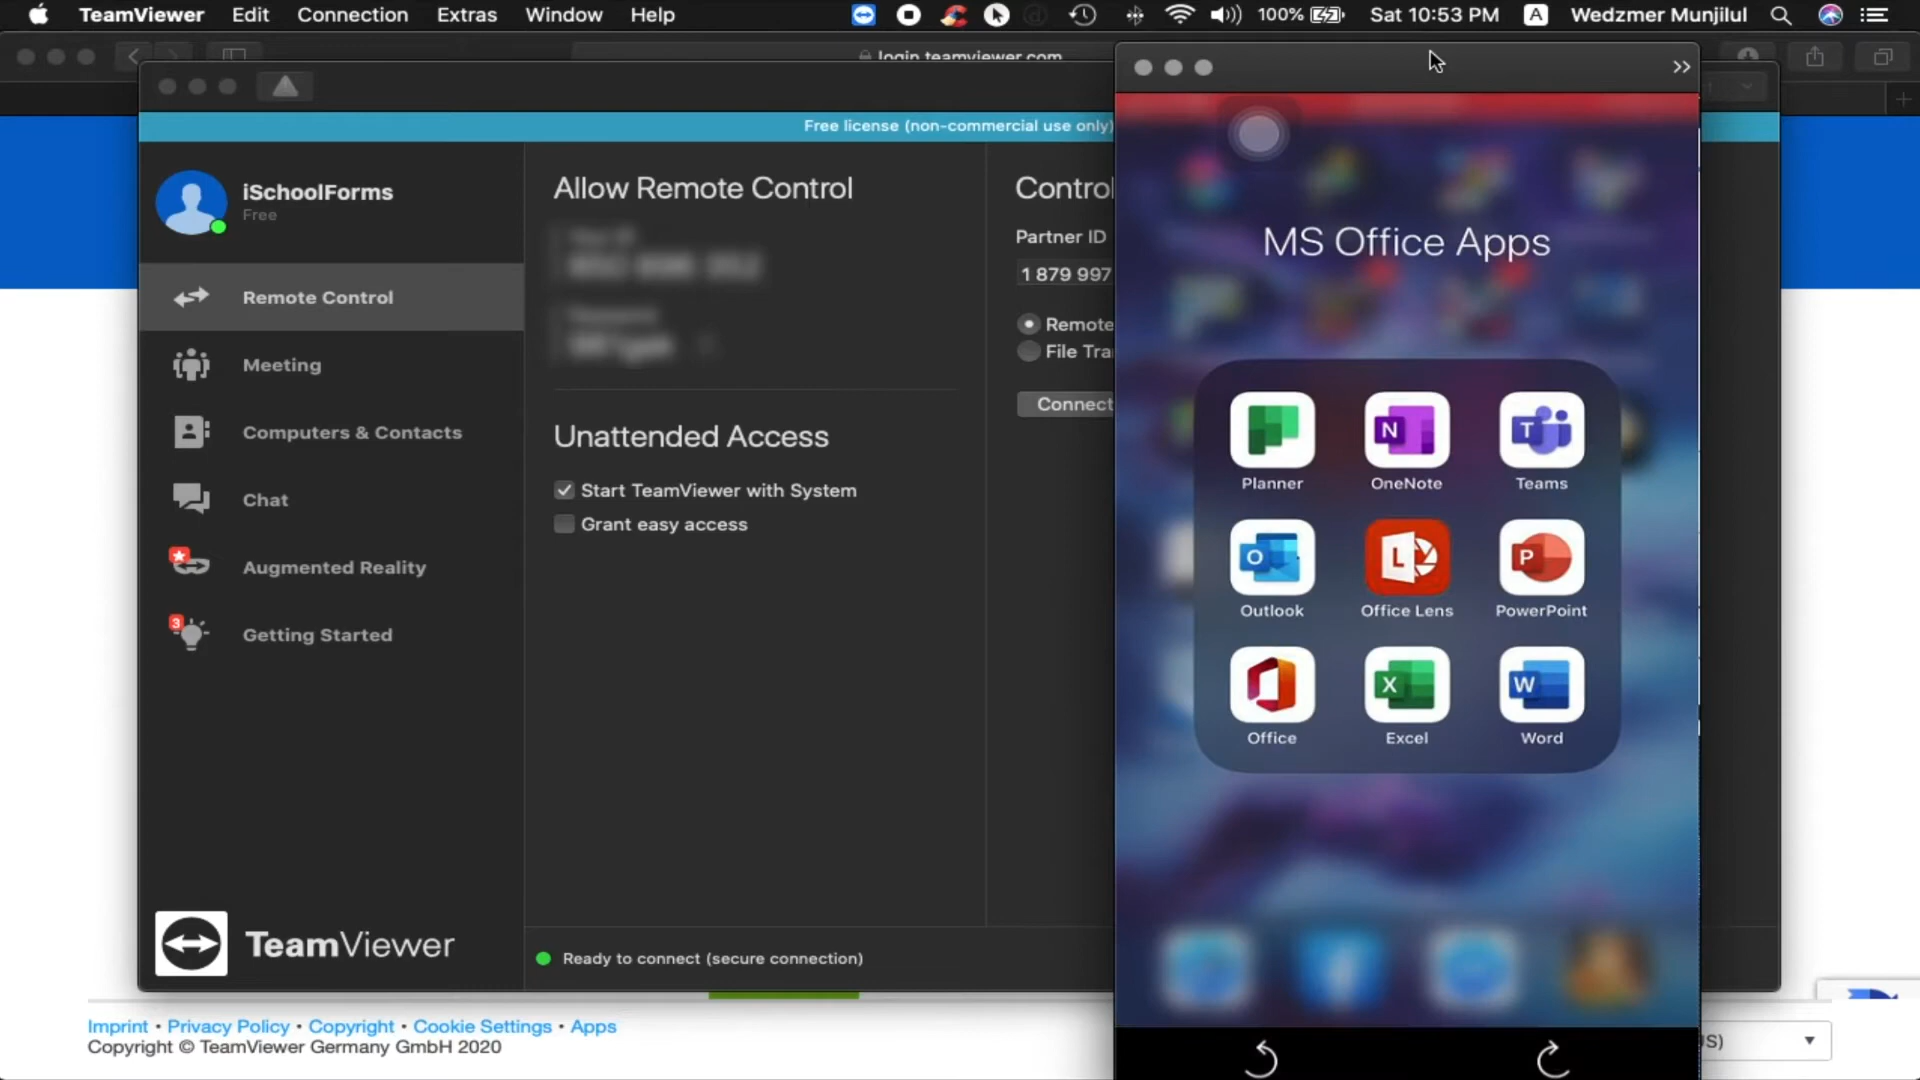 TeamViewer Edit Connection Extras Window Help 100% Sat 10:53 PM A Wedzmer Munjilul
login.teamviewer.com
Free license (non-commercial use only)
iSchoolForms
Free
Remote Control
Meeting
Computers & Contacts
Chat
Augmented Reality
3
Getting Started
TeamViewer
Allow Remote Control
Unattended Access
Start TeamViewer with System
Grant easy access
Ready to connect (secure connection)
Control
Partner ID
1 879 997
Remote
File Tra
Connect
MS Office Apps
Planner
OneNote
Teams
Outlook
Office Lens
PowerPoint
Office
Excel
Word
Imprint • Privacy Policy • Copyright • Cookie Settings • Apps
Copyright © TeamViewer Germany GmbH 2020